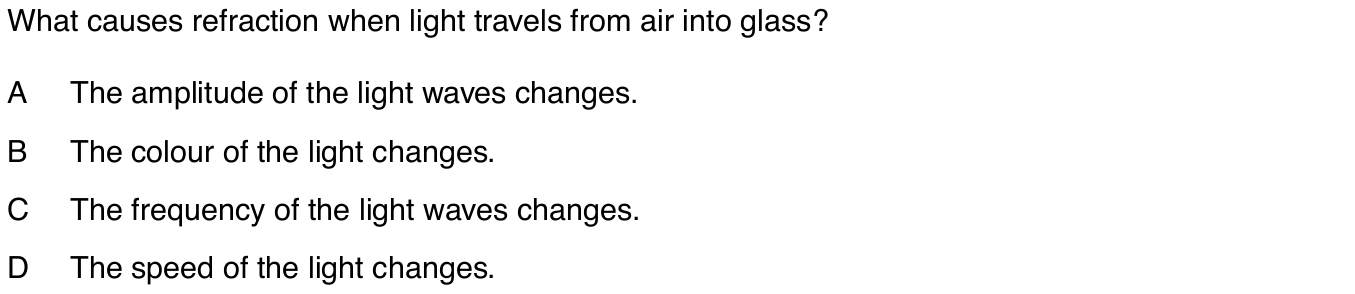 What causes refraction when light travels from air into glass?
A The amplitude of the light waves changes.
B The colour of the light changes.
C The frequency of the light waves changes.
D The speed of the light changes.